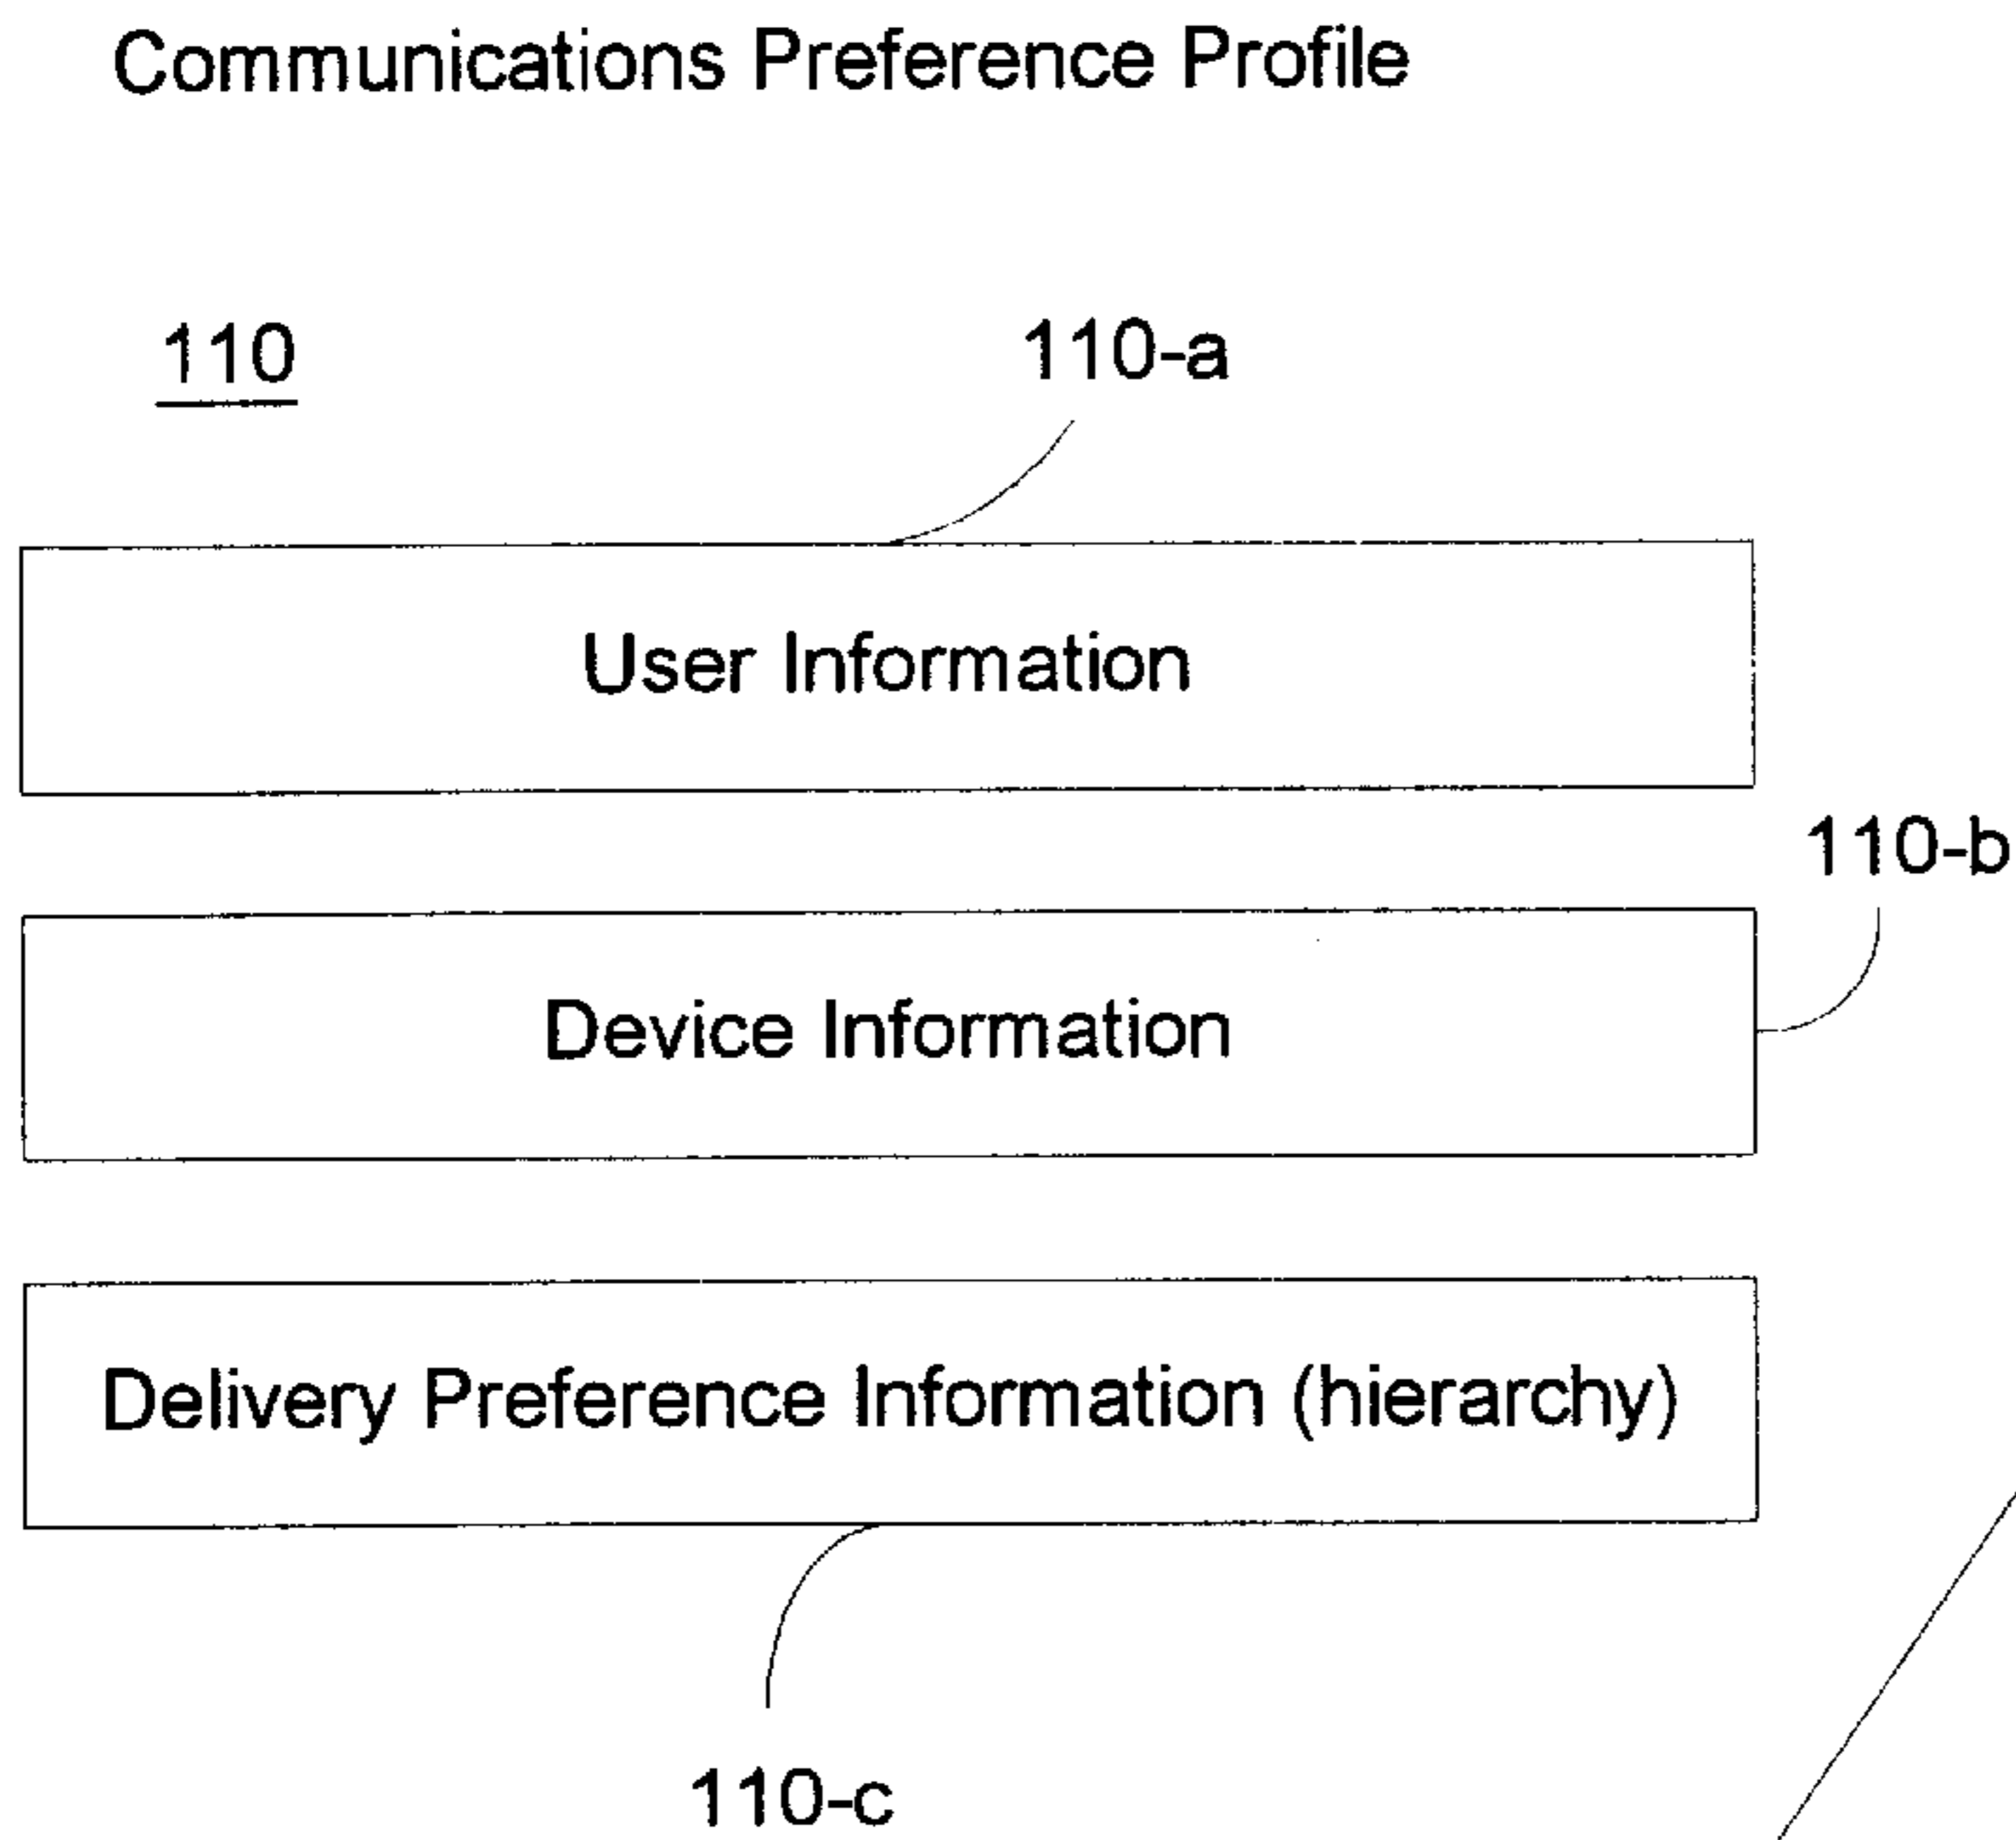 Communications Preference Profile
110
110-a
User Information
110-b
Device Information
Delivery Preference Information (hierarchy)
110-c